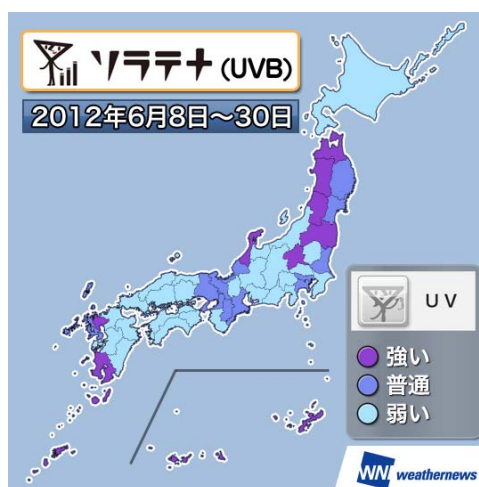 ソラテナ(UVB)
2012年6月8日～30日
UV
強い
普通
弱い
WNI weathernews